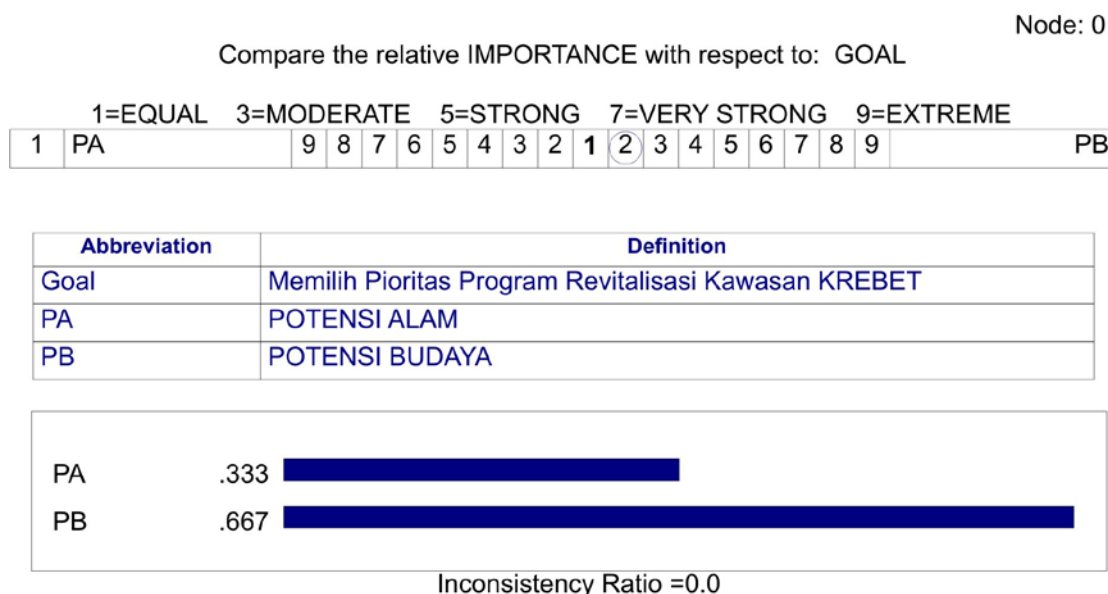 Node: 0
Compare the relative IMPORTANCE with respect to: GOAL
1=EQUAL 3=MODERATE 5=STRONG 7=VERY STRONG 9=EXTREME
1 PA 9 8 7 6 5 4 3 2 1 2 3 4 5 6 7 8 9 PB
Abbreviation Definition
Goal Memilih Pioritas Program Revitalisasi Kawasan KREBET
PA POTENSI ALAM
PB POTENSI BUDAYA
PA .333
PB .667
Inconsistency Ratio =0.0